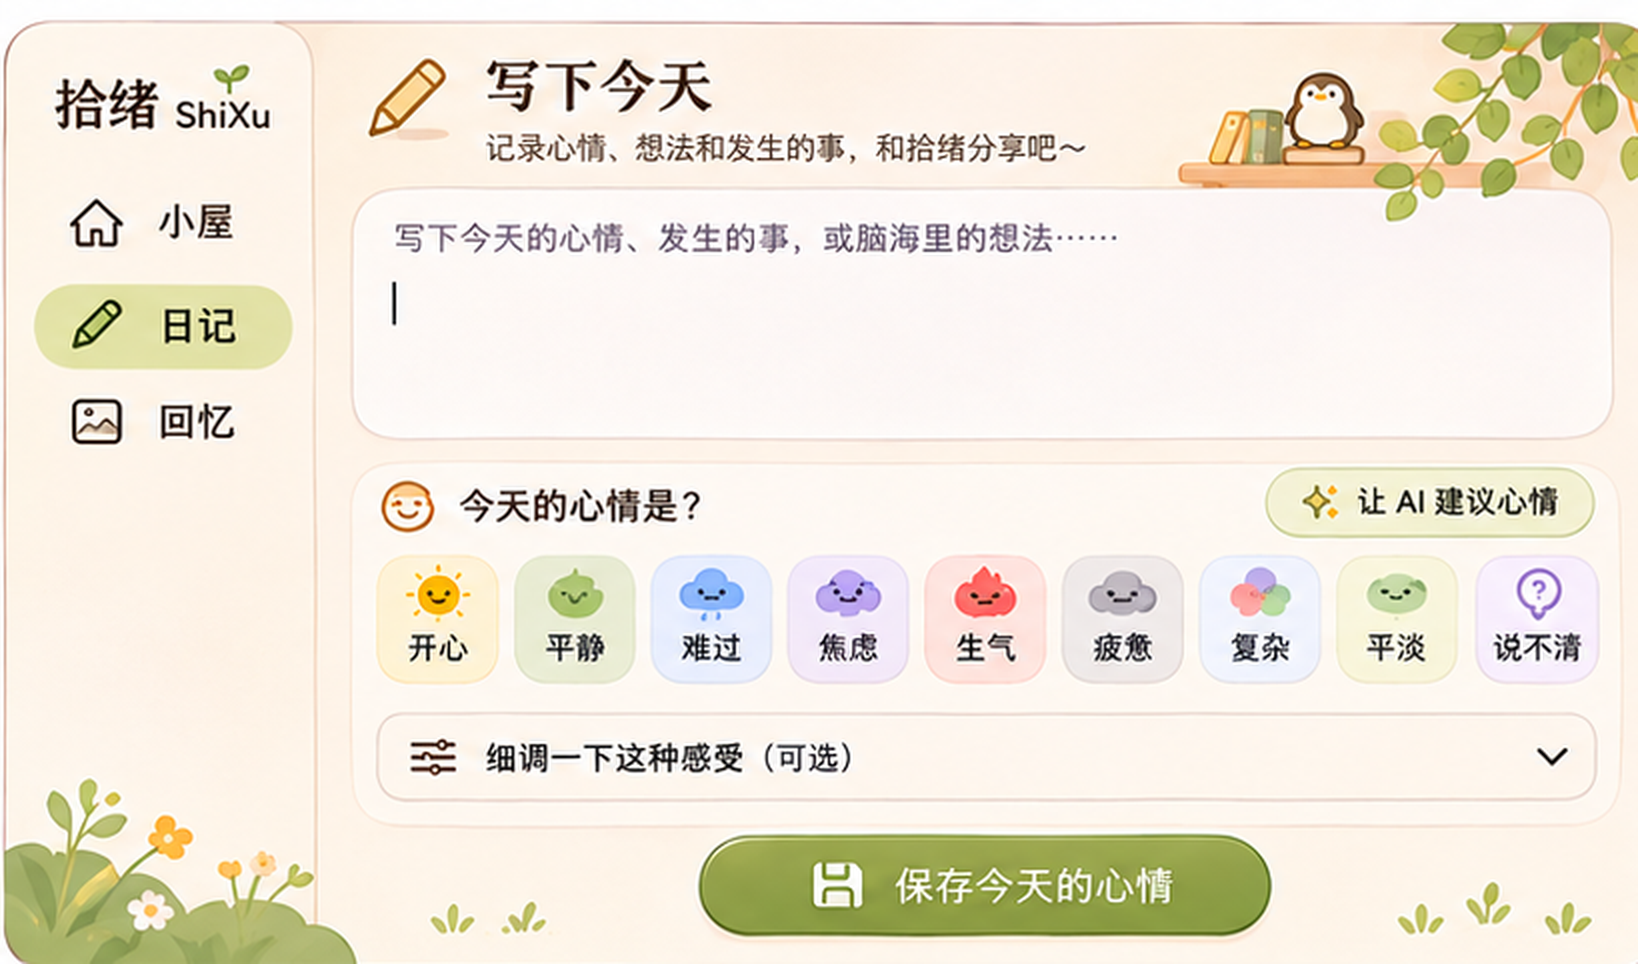 拾绪 ShiXu
小屋
日记
回忆
写下今天
记录心情、想法和发生的事，和拾绪分享吧～
写下今天的心情、发生的事，或脑海里的想法……
今天的心情是？
让 AI 建议心情
开心
平静
难过
焦虑
生气
疲惫
复杂
平淡
说不清
细调一下这种感受（可选）
保存今天的心情